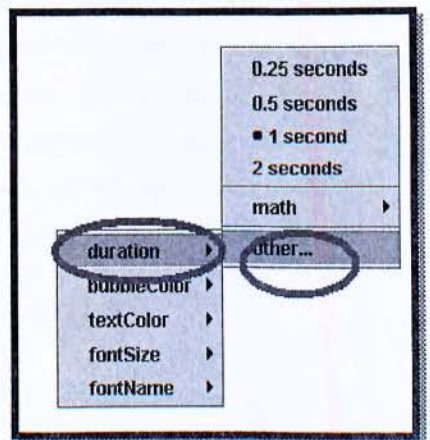 0.25 seconds
0.5 seconds
1 second
2 seconds
math
other...
duration
bubbleColor
textColor
fontSize
fontName